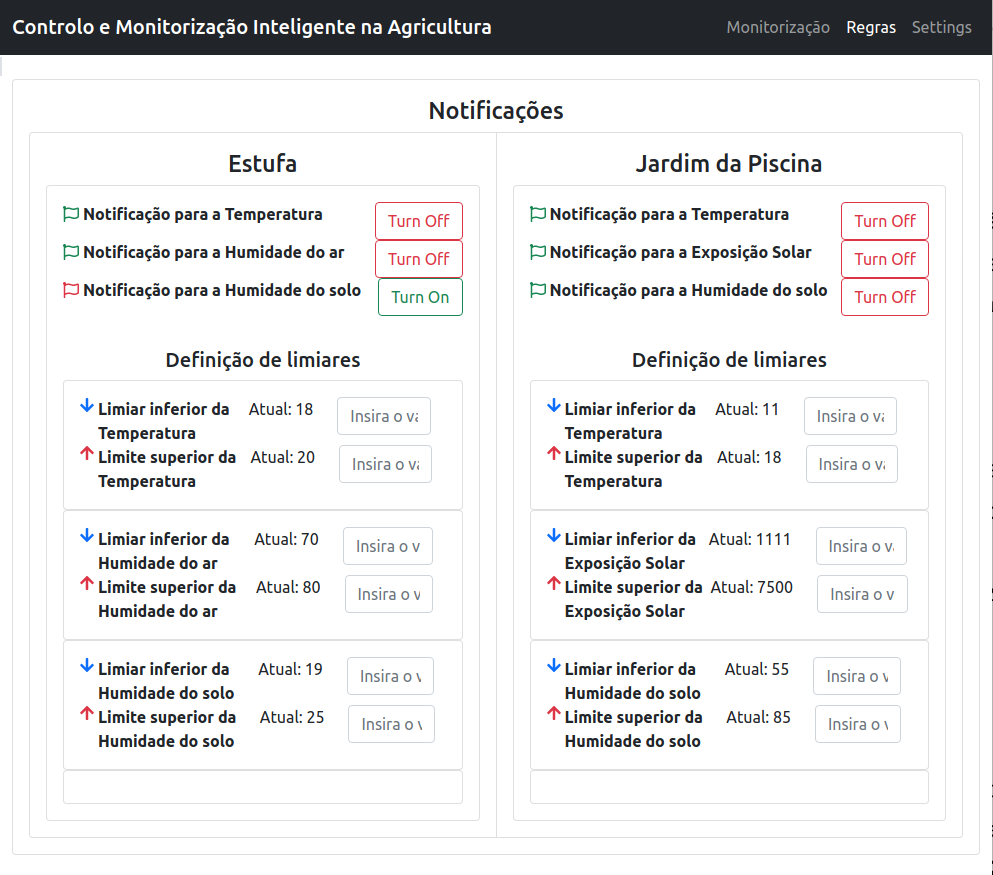 Controlo e Monitorização Inteligente na Agricultura
Monitorização Regras Settings
Notificações
Estufa
Notificação para a Temperatura Turn Off
Notificação para a Humidade do ar Turn Off
Notificação para a Humidade do solo Turn On
Definição de limiares
Limiar inferior da Atual: 18 Insira o va
Temperatura
Limite superior da Atual: 20 Insira o va
Temperatura
Limiar inferior da Atual: 70 Insira o v
Humidade do ar
Limite superior da Atual: 80 Insira o v
Humidade do ar
Limiar inferior da Atual: 19 Insira o v
Humidade do solo
Limite superior da Atual: 25 Insira o v
Humidade do solo
Jardim da Piscina
Notificação para a Temperatura Turn Off
Notificação para a Exposição Solar Turn Off
Notificação para a Humidade do solo Turn Off
Definição de limiares
Limiar inferior da Atual: 11 Insira o va
Temperatura
Limite superior da Atual: 18 Insira o va
Temperatura
Limiar inferior da Atual: 1111 Insira o v
Exposição Solar
Limite superior da Atual: 7500 Insira o v
Exposição Solar
Limiar inferior da Atual: 55 Insira o v
Humidade do solo
Limite superior da Atual: 85 Insira o v
Humidade do solo